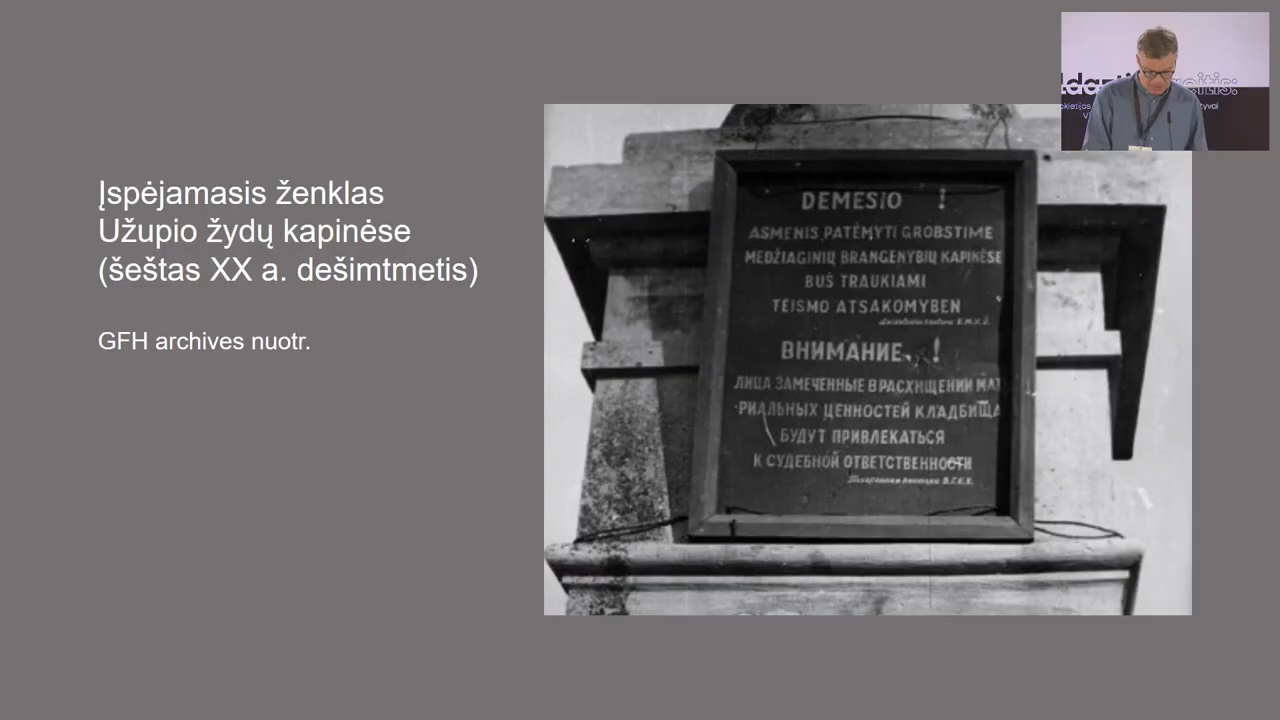 Įspėjamasis ženklas
Užupio žydų kapinėse
(šeštas XX a. dešimtmetis)
GFH archives nuotr.
DĖMESIO !
ASMENIS PATĖMYTI GROBSTIME
MEDŽIAGINIŲ BRANGENYBIŲ KAPINĖSE
BUS TRAUKIAMI
TEISMO ATSAKOMYBEN
ВНИМАНИЕ !
ЛИЦА ЗАМЕЧЕННЫЕ В РАСХИЩЕНИИ МАТ
РИАЛЬНЫХ ЦЕННОСТЕЙ КЛАДБИЩА
БУДУТ ПРИВЛЕКАТЬСЯ
К СУДЕБНОЙ ОТВЕТСТВЕННОСТИ